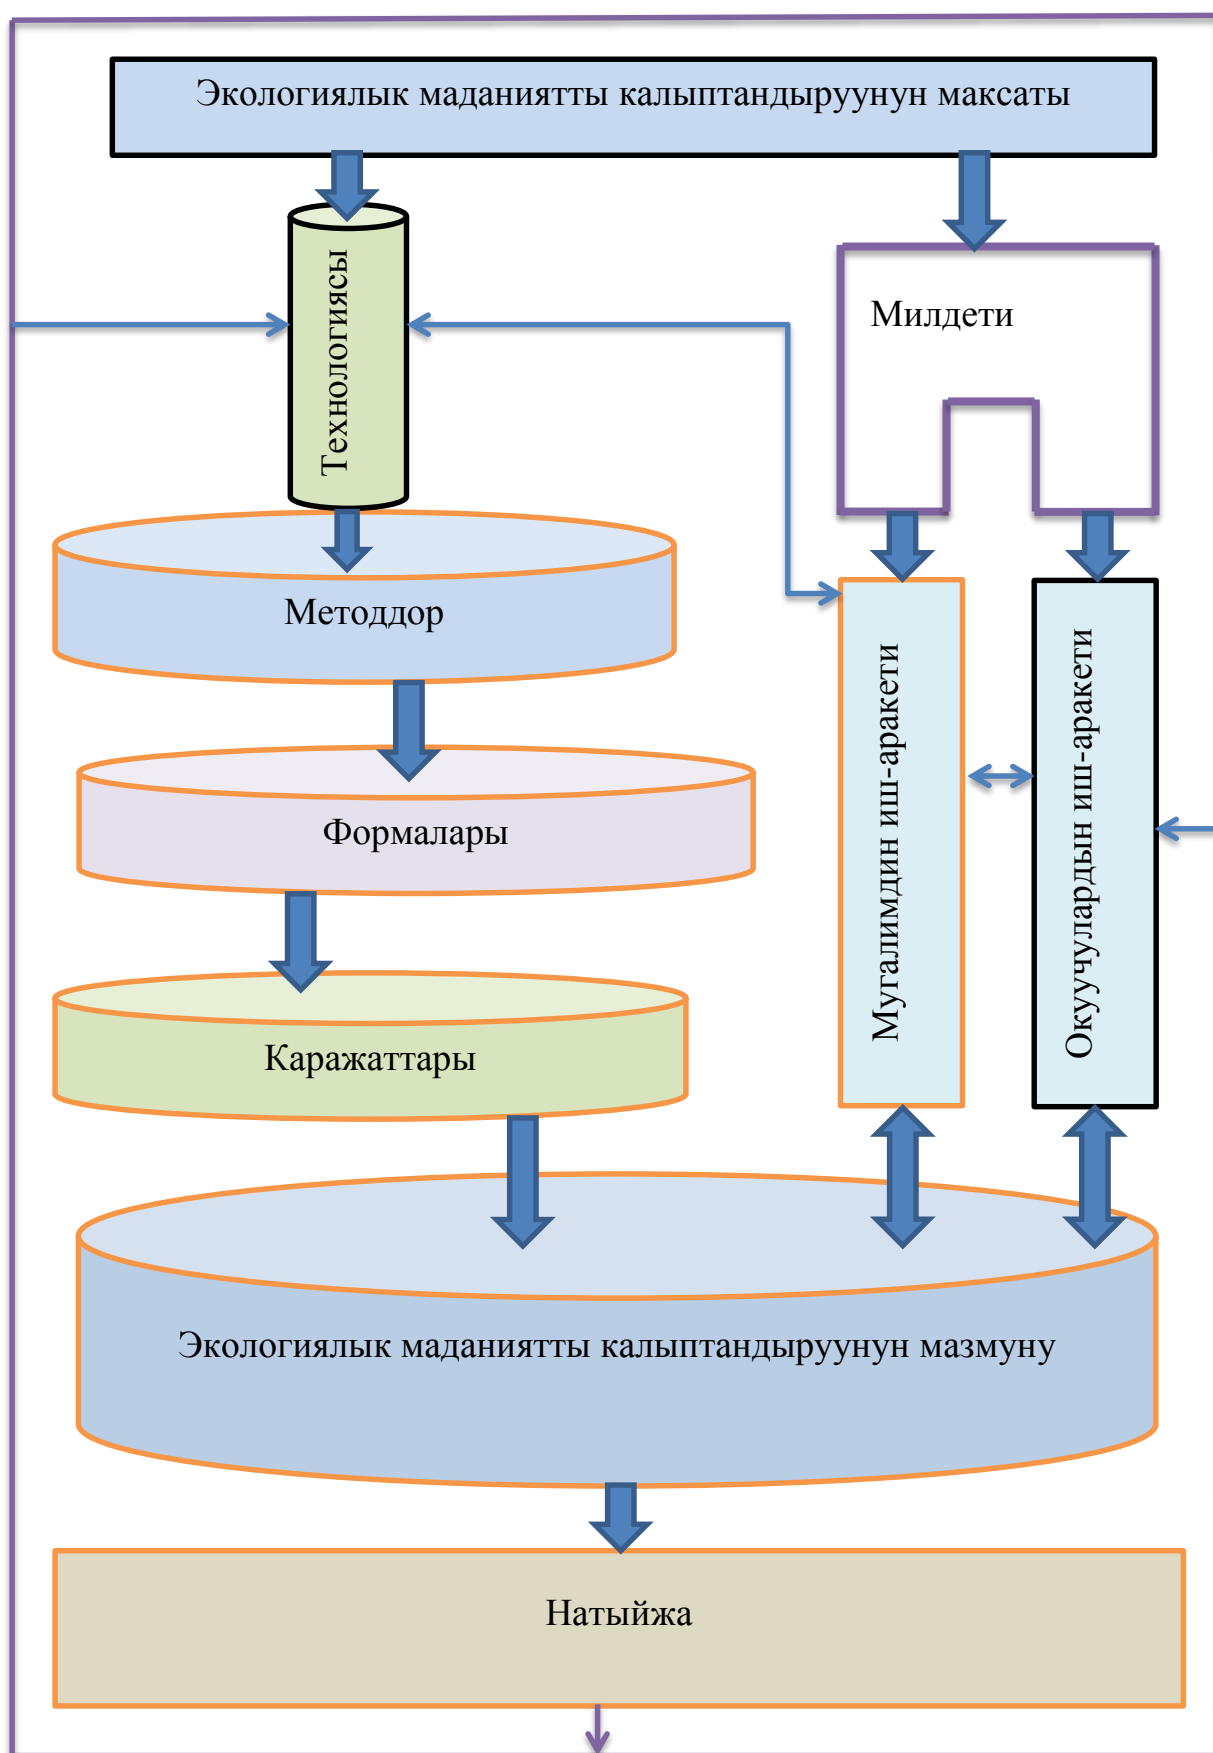 Экологиялык маданиятты калыптандыруунун максаты
Технологиясы
Милдети
Методдор
Формалары
Каражаттары
Мугалимдин иш-аракети
Окуучулардын иш-аракети
Экологиялык маданиятты калыптандыруунун мазмуну
Натыйжа